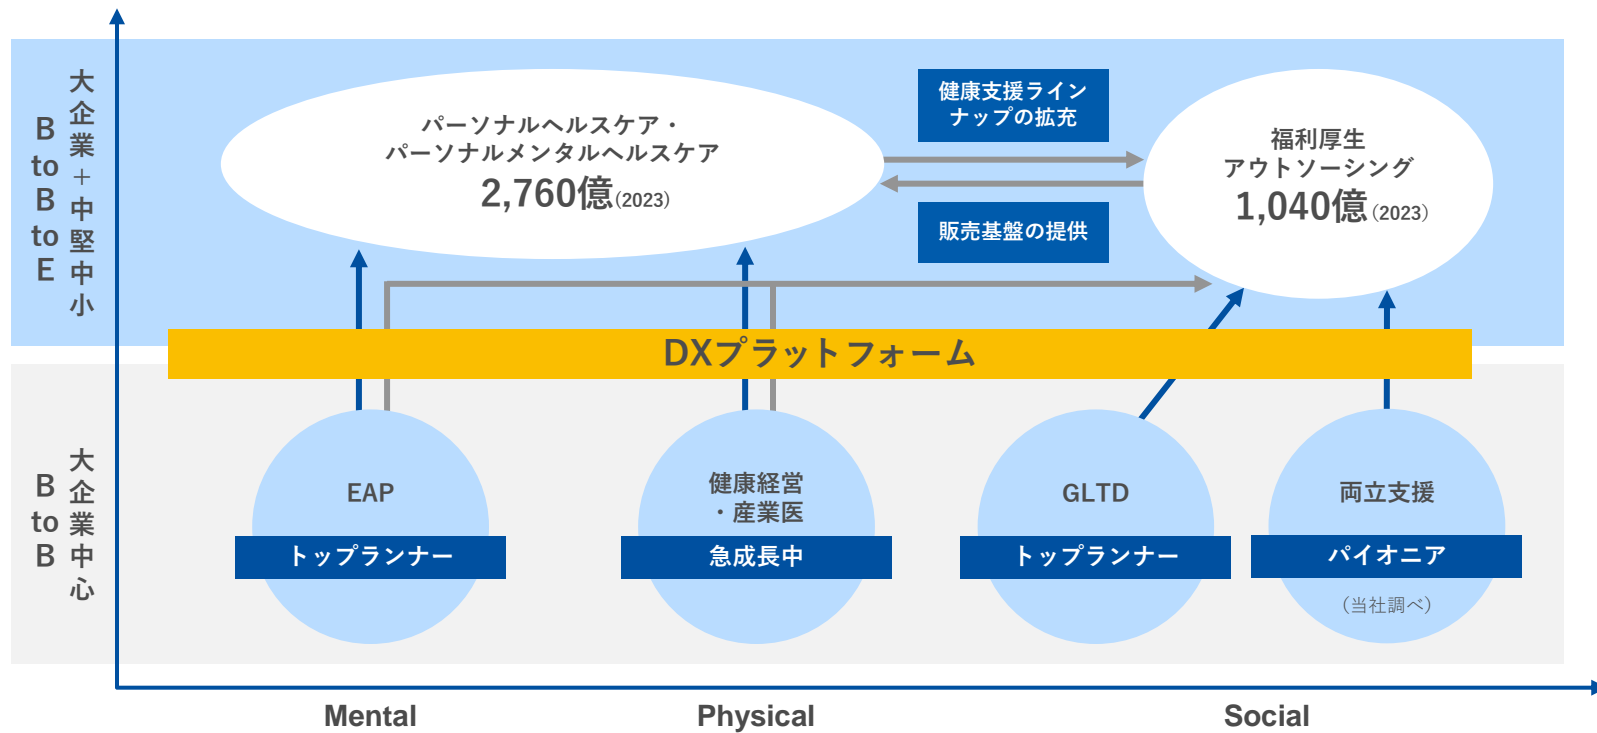 B to B to E
大企業+中堅中小
パーソナルヘルスケア・
パーソナルメンタルヘルスケア
2,760億(2023)
健康支援ライン
ナップの拡充
販売基盤の提供
福利厚生
アウトソーシング
1,040億(2023)
DXプラットフォーム
B to B
大企業中心
EAP
トップランナー
健康経営
・産業医
急成長中
GLTD
トップランナー
両立支援
パイオニア
(当社調べ)
Mental
Physical
Social